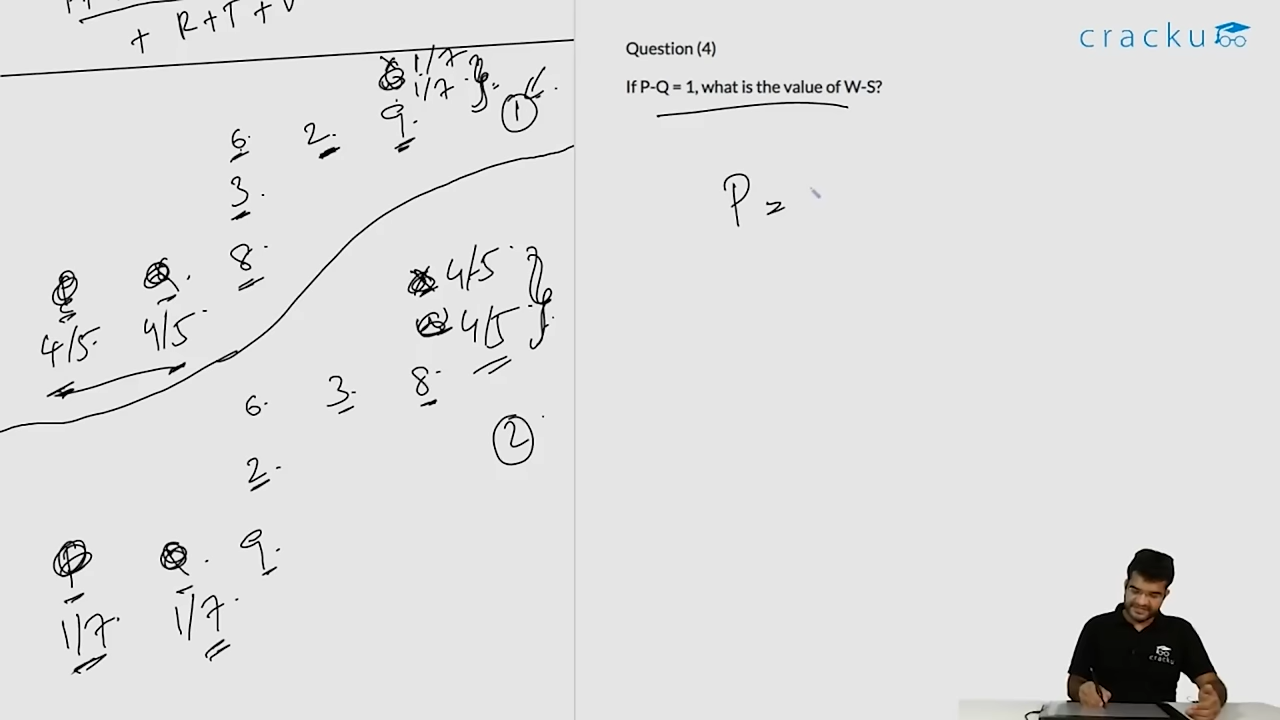 + R+T+V
1/7
1/7
6 2 9 1
3
8
4/5 4/5
4/5
4/5
6 3 8
2
2
9
1/7 1/7
cracku
Question (4)
If P-Q = 1, what is the value of W-S?
P =
cracku